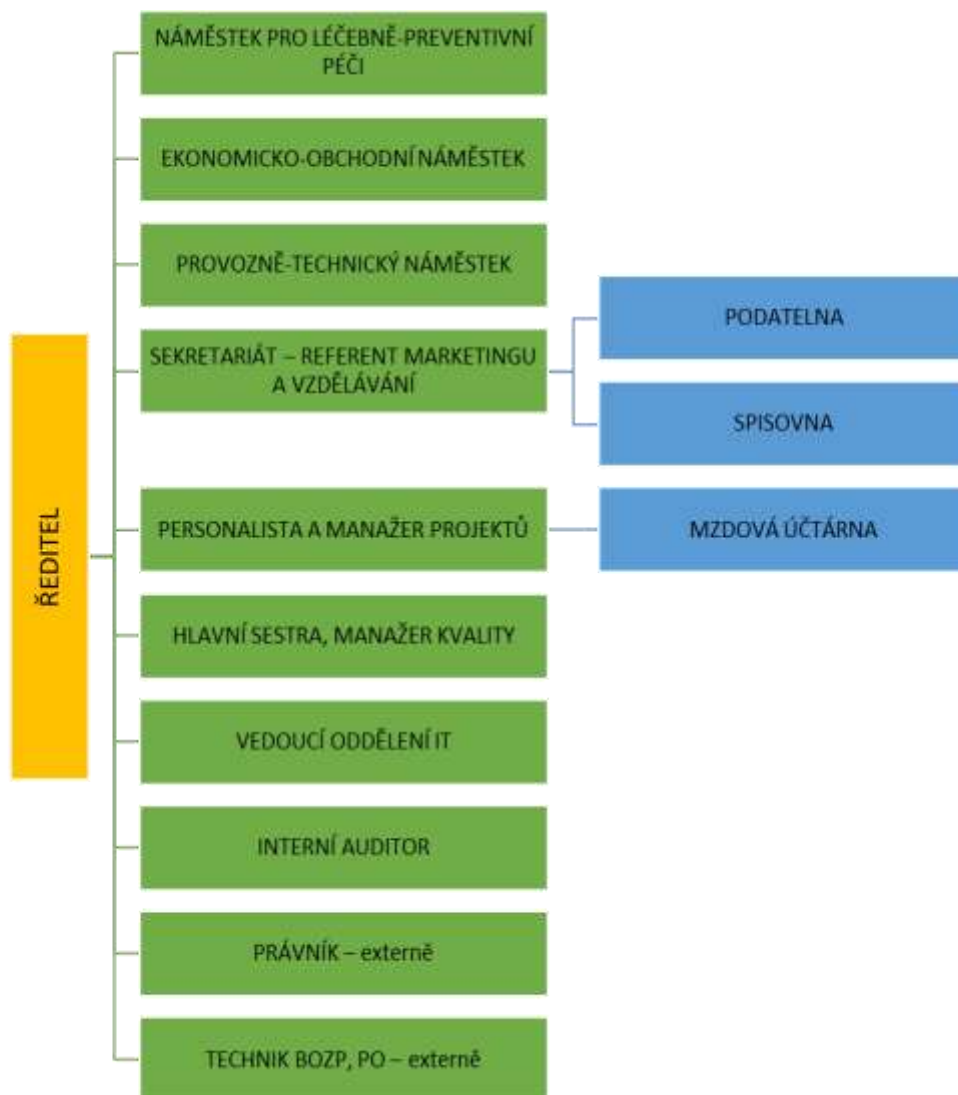 NÁMĚSTEK PRO LÉČEBNĚ-PREVENTIVNÍ
PÉČI
EKONOMICKO-OBCHODNÍ NÁMĚSTEK
PROVOZNĚ-TECHNICKÝ NÁMĚSTEK
SEKRETARIÁT – REFERENT MARKETINGU
A VZDĚLÁVÁNÍ
PODATELNA
SPISOVNA
ŘEDITEL
PERSONALISTA A MANAŽER PROJEKTŮ
MZDOVÁ ÚČTÁRNA
HLAVNÍ SESTRA, MANAŽER KVALITY
VEDOUCÍ ODDĚLENÍ IT
INTERNÍ AUDITOR
PRÁVNÍK – externě
TECHNIK BOZP, PO – externě